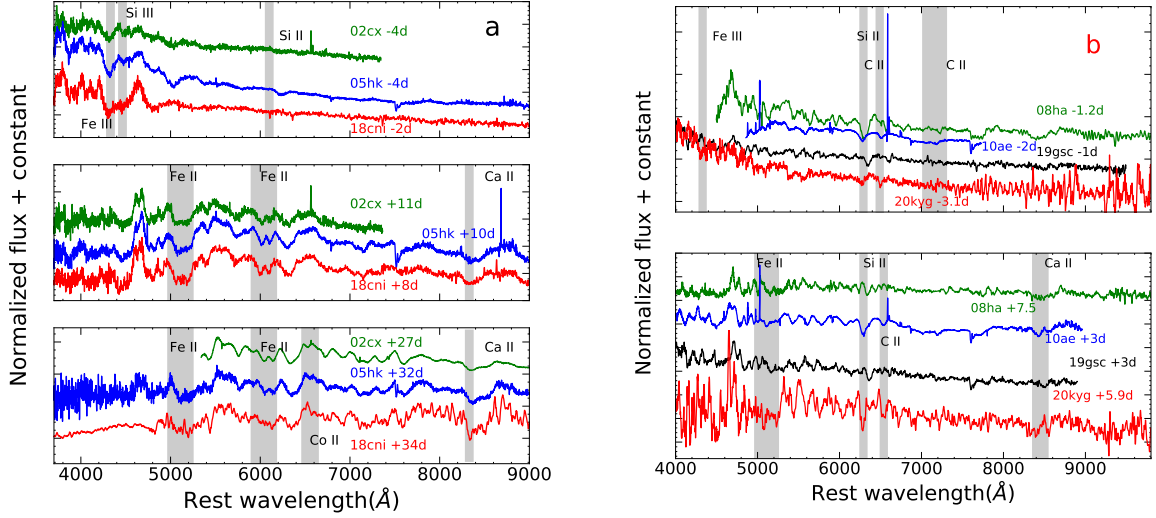 Si III
02cx -4d
a
Si II
05hk -4d
Fe III
18cni -2d
Fe II
Fe II
Ca II
02cx +11d
05hk +10d
18cni +8d
Fe II
Fe II
02cx +27d
Ca II
05hk +32d
Co II
18cni +34d
4000 5000 6000 7000 8000 9000
Rest wavelength(Å)
Normalized flux + constant
Fe III
Si II
b
C II
C II
08ha -1.2d
10ae -2d
19gsc -1d
20kyg -3.1d
Fe II
Si II
Ca II
08ha +7.5
C II
10ae +3d
19gsc +3d
20kyg +5.9d
4000 5000 6000 7000 8000 9000
Rest wavelength(Å)
Normalized flux + constant